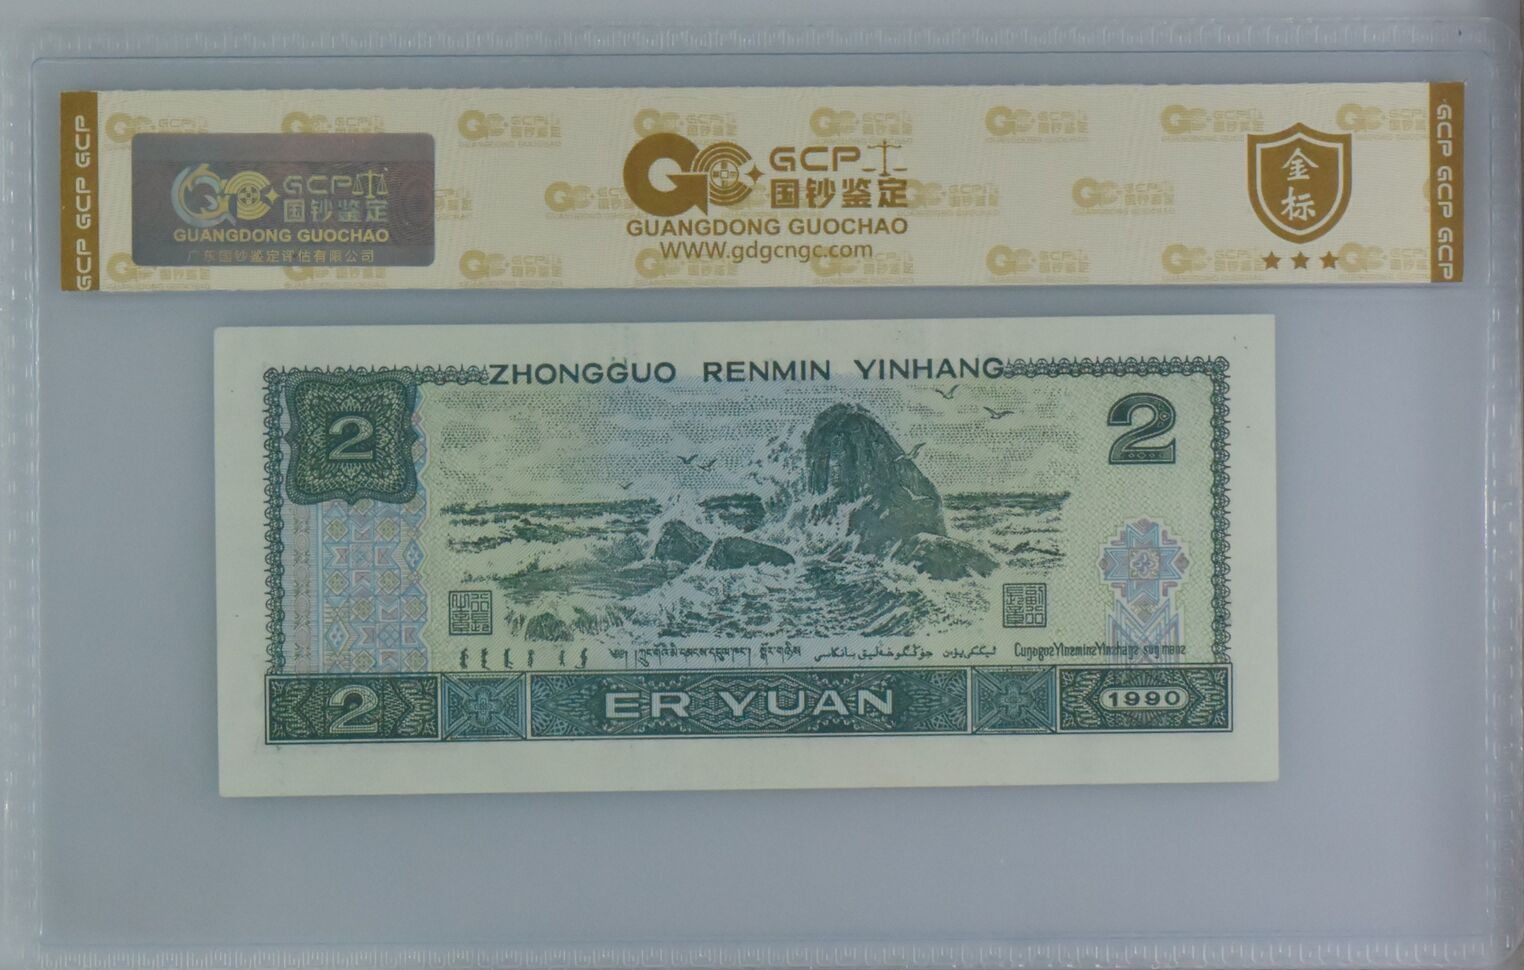 GCP GCP GCP
GCP
国钞鉴定
GUANGDONG GUOCHAO
广东国钞鉴定评估有限公司
GCP
国钞鉴定
GUANGDONG GUOCHAO
WWW.gdgcngc.com
金标
GCP GCP GCP
ZHONGGUO RENMIN YINHANG
2
2
2
ER YUAN
1990